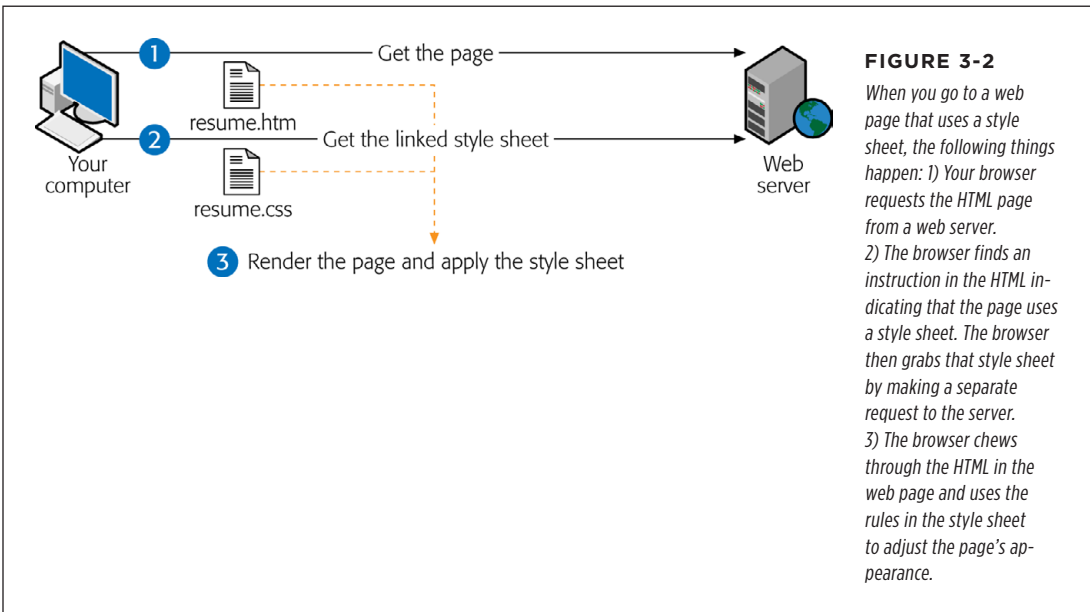 1 Get the page
resume.htm
2 Get the linked style sheet
Your
computer
Web
server
resume.css
3 Render the page and apply the style sheet
FIGURE 3-2
When you go to a web
page that uses a style
sheet, the following things
happen: 1) Your browser
requests the HTML page
from a web server.
2) The browser finds an
instruction in the HTML in-
dicating that the page uses
a style sheet. The browser
then grabs that style sheet
by making a separate
request to the server.
3) The browser chews
through the HTML in the
web page and uses the
rules in the style sheet
to adjust the page's ap-
pearance.